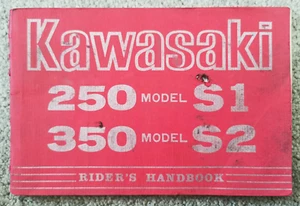 Kawasaki
250 MODEL S1
350 MODEL S2
RIDER'S HANDBOOK